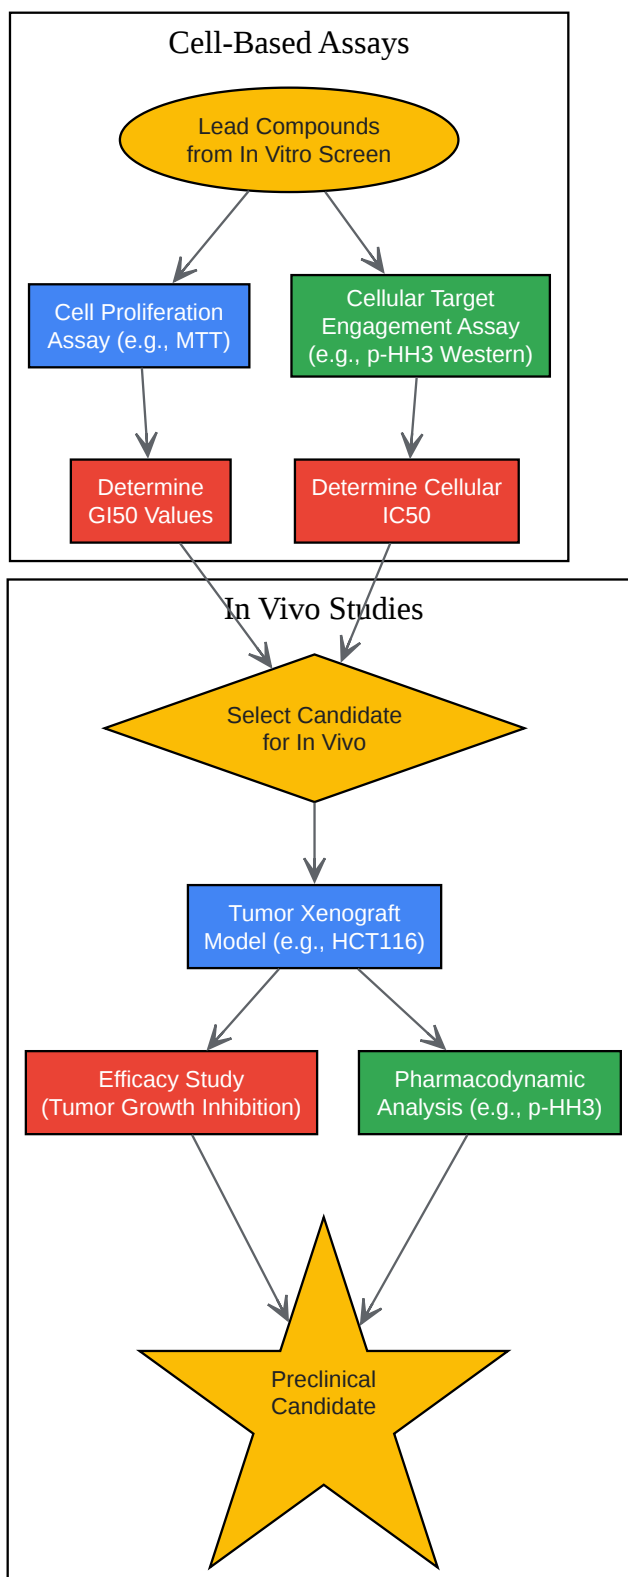 Cell-Based Assays
Lead Compounds
from In Vitro Screen
Cell Proliferation
Assay (e.g., MTT)
Cellular Target
Engagement Assay
(e.g., p-HH3 Western)
Determine
GI50 Values
Determine Cellular
IC50
In Vivo Studies
Select Candidate
for In Vivo
Tumor Xenograft
Model (e.g., HCT116)
Efficacy Study
(Tumor Growth Inhibition)
Pharmacodynamic
Analysis (e.g., p-HH3)
Preclinical
Candidate